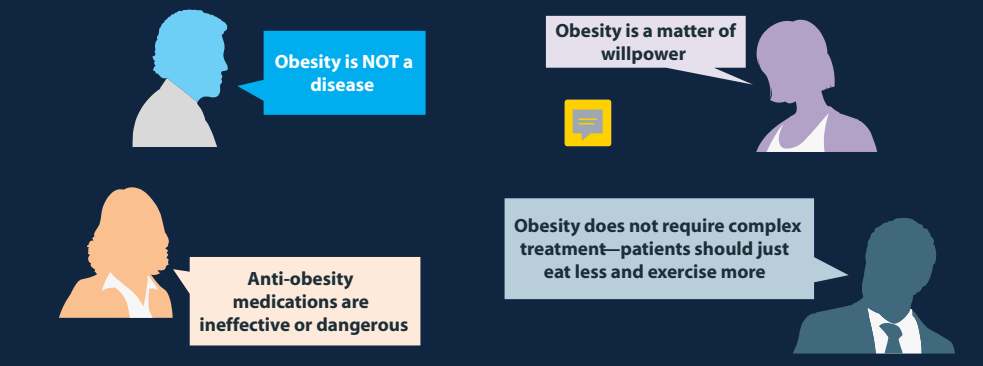 Obesity is NOT a
disease
Obesity is a matter of
willpower
Anti-obesity
medications are
ineffective or dangerous
Obesity does not require complex
treatment—patients should just
eat less and exercise more